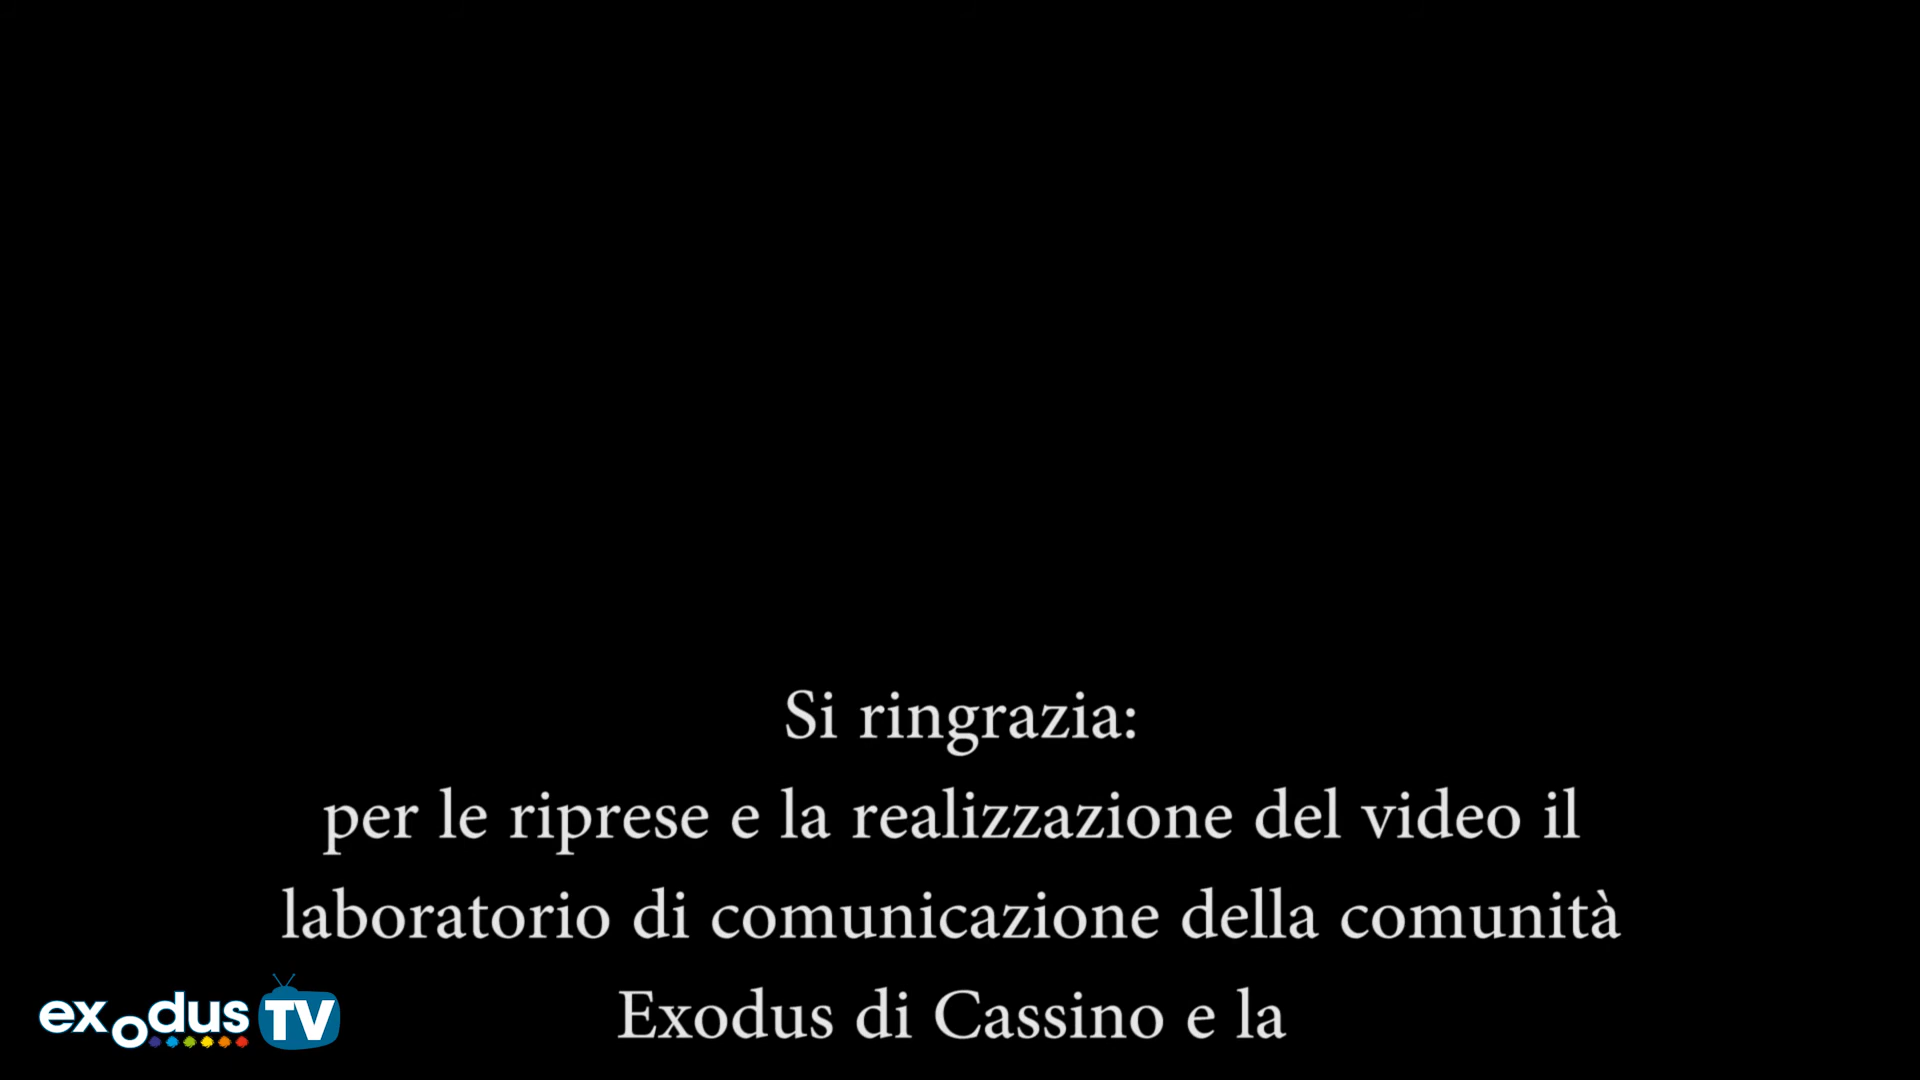 Si ringrazia:
per le riprese e la realizzazione del video il
laboratorio di comunicazione della comunità
Exodus di Cassino e la
exodus TV